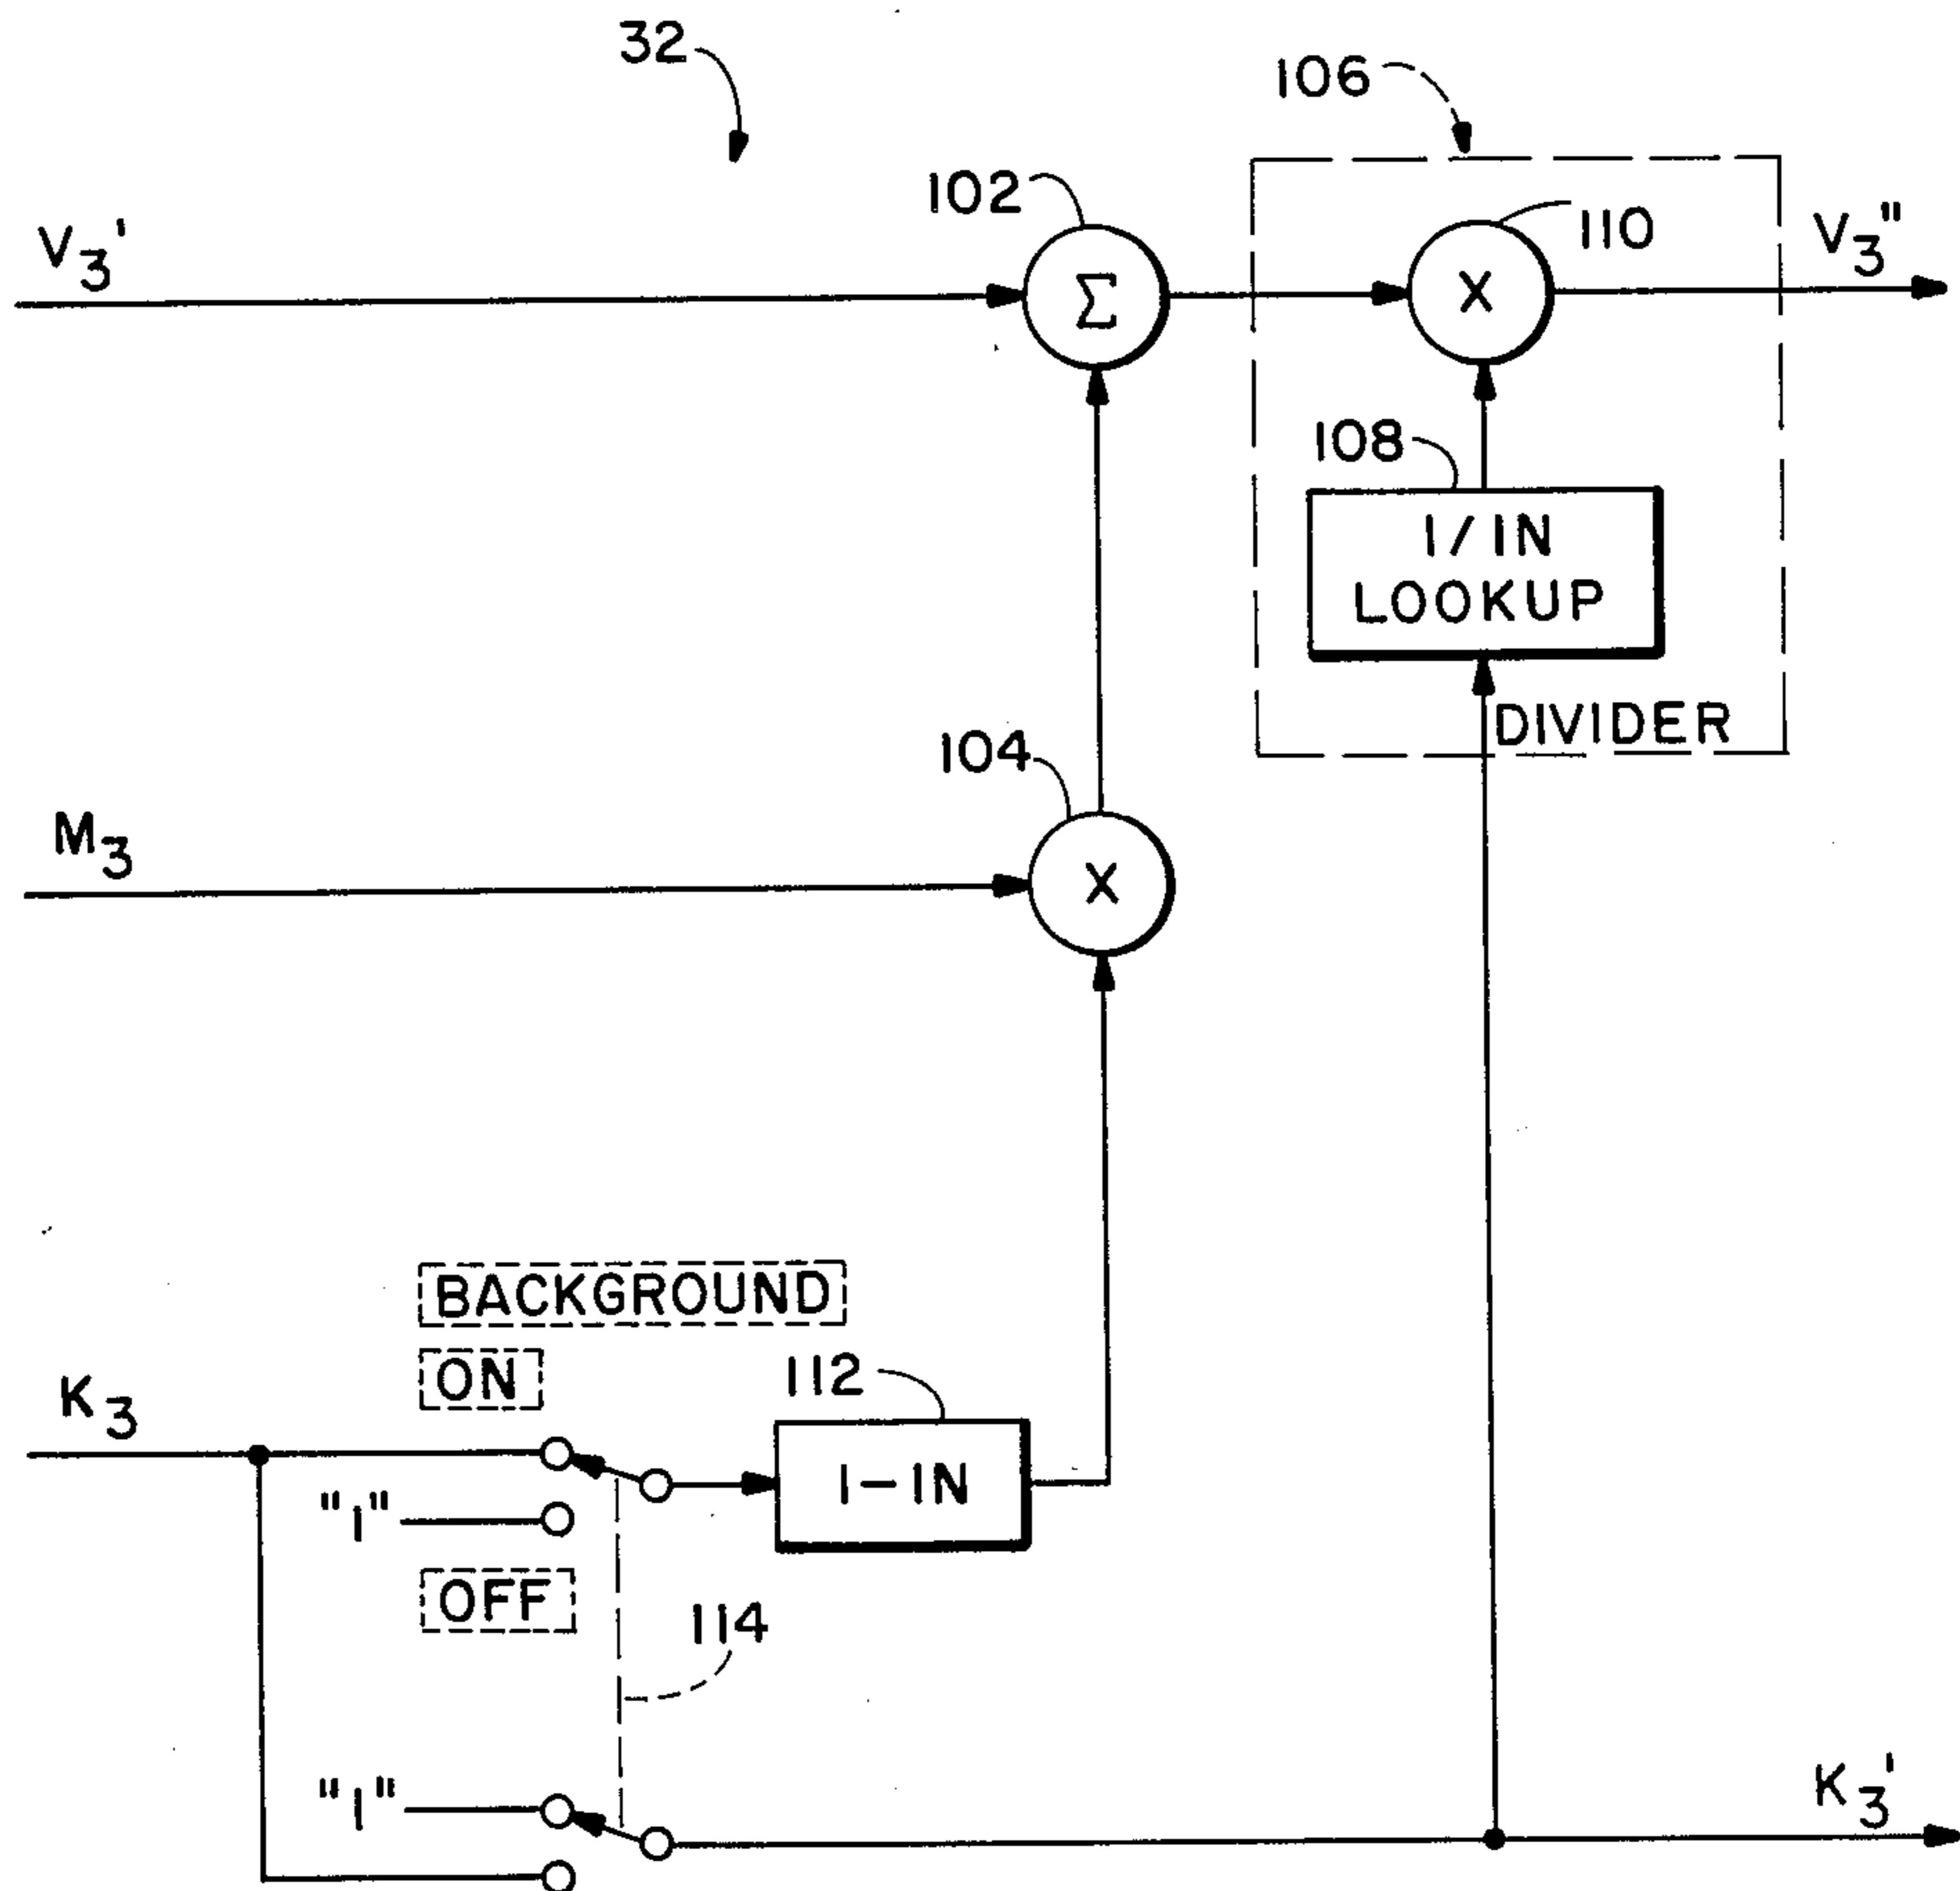 32
106
102
110
V3'
V3"
Σ
X
108
1/IN
LOOKUP
DIVIDER
104
M3
X
BACKGROUND
ON
112
K3
1-IN
"1"
OFF
114
"1"
K3'